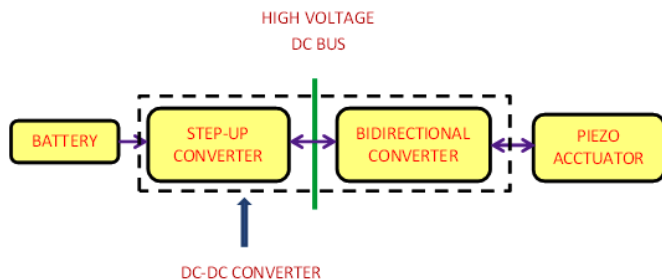 HIGH VOLTAGE
DC BUS
BATTERY
STEP-UP
CONVERTER
BIDIRECTIONAL
CONVERTER
PIEZO
ACCTUATOR
DC-DC CONVERTER